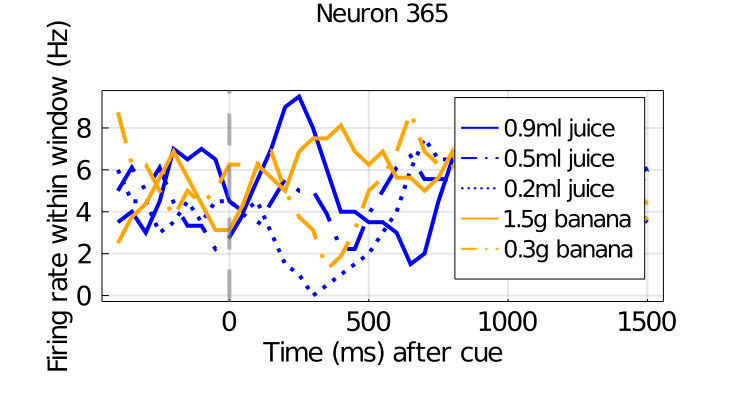 Neuron 365
Firing rate within window (Hz)
8
6
4
2
0
0.9ml juice
0.5ml juice
0.2ml juice
1.5g banana
0.3g banana
0 500 1000 1500
Time (ms) after cue